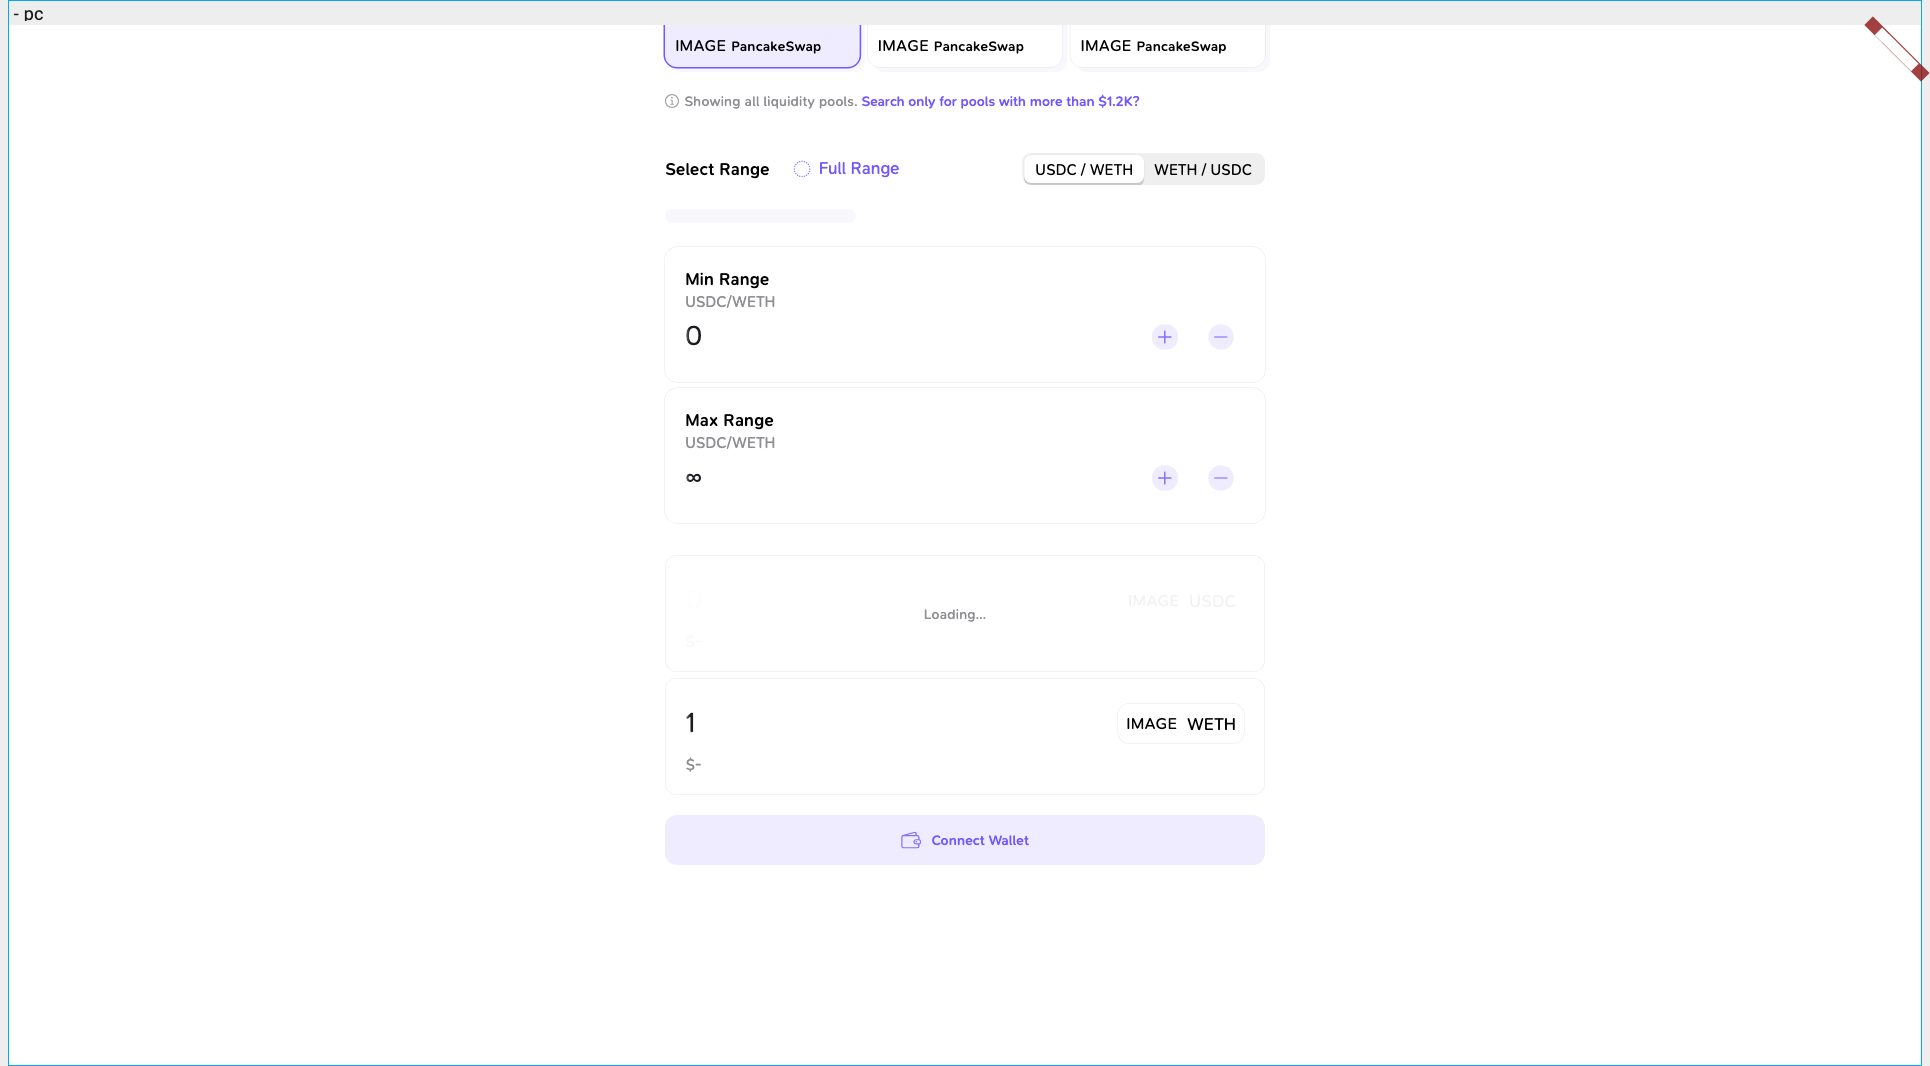 - pc
IMAGE PancakeSwap IMAGE PancakeSwap IMAGE PancakeSwap
Showing all liquidity pools. Search only for pools with more than $1.2K?
Select Range Full Range USDC / WETH WETH / USDC
Min Range
USDC/WETH
0
Max Range
USDC/WETH
∞
IMAGE USDC
Loading...
$-
1 IMAGE WETH
$-
Connect Wallet